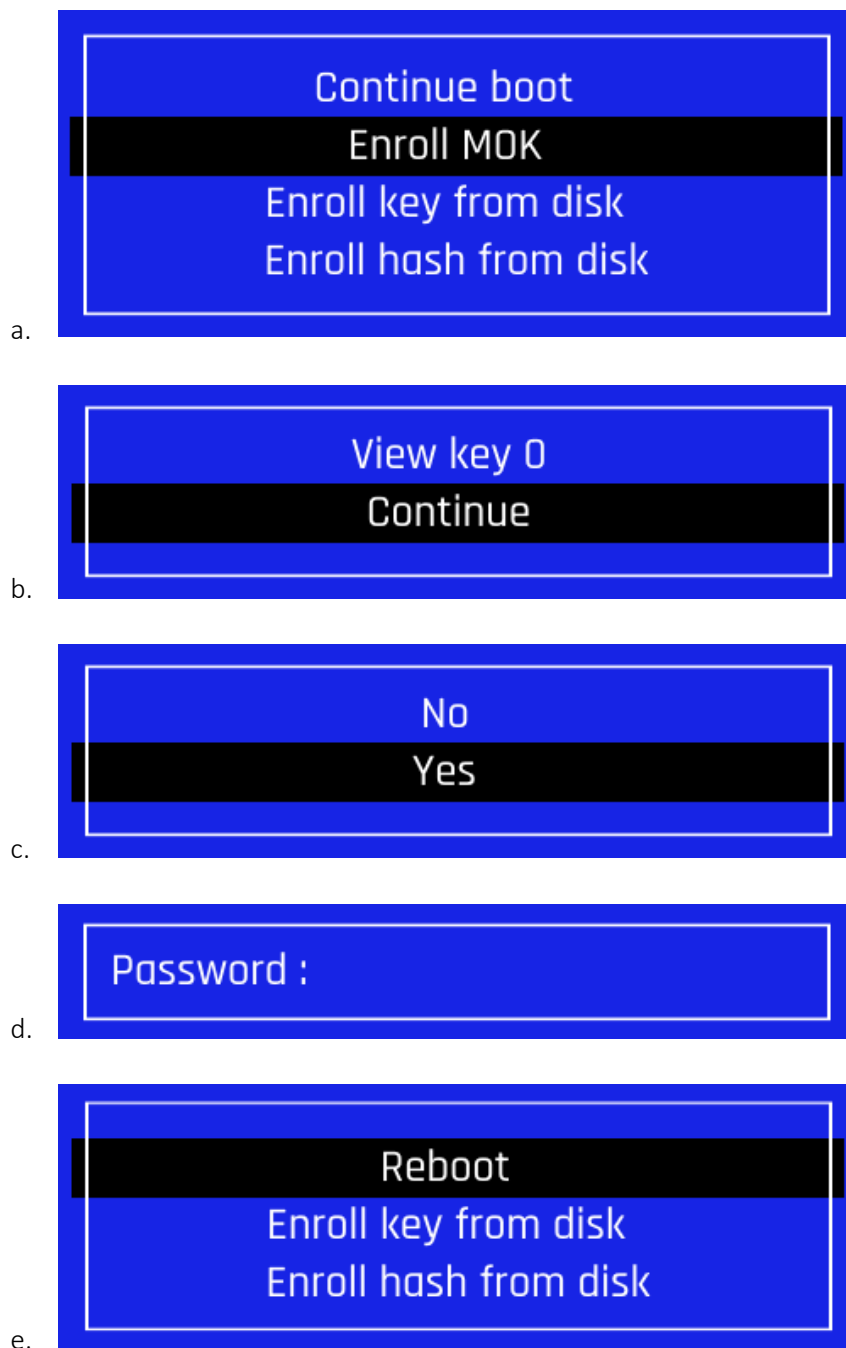 Continue boot
Enroll MOK
Enroll key from disk
Enroll hash from disk
a.
View key 0
Continue
b.
No
Yes
c.
Password :
d.
Reboot
Enroll key from disk
Enroll hash from disk
e.